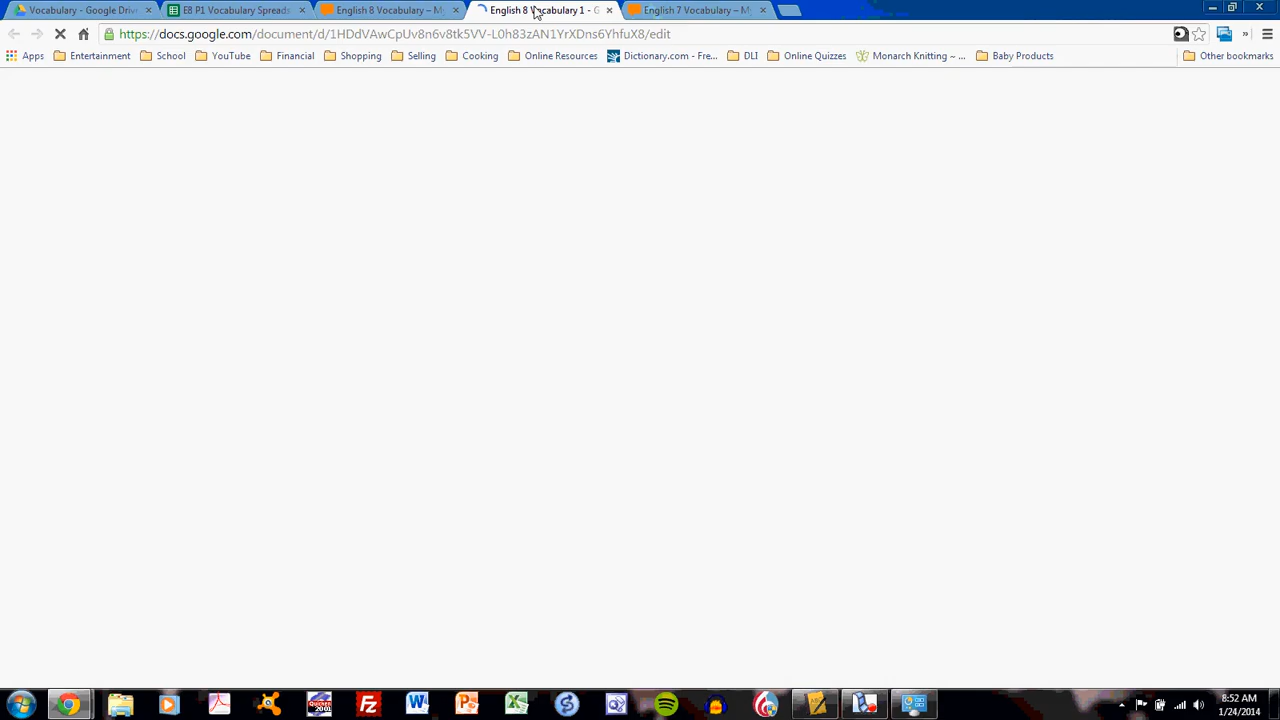 Vocabulary - Google Driv
E8 P1 Vocabulary Spreads
English 8 Vocabulary – M
English 8 Vocabulary 1 - G
English 7 Vocabulary – M
https://docs.google.com/document/d/1HDdVAwCpUv8n6v8tk5VV-L0h83zAN1YrXDns6YhfuX8/edit
Apps Entertainment School YouTube Financial Shopping Selling Cooking Online Resources Dictionary.com - Fre... DLI Online Quizzes Monarch Knitting ~ ... Baby Products Other bookmarks
8:52 AM
1/24/2014